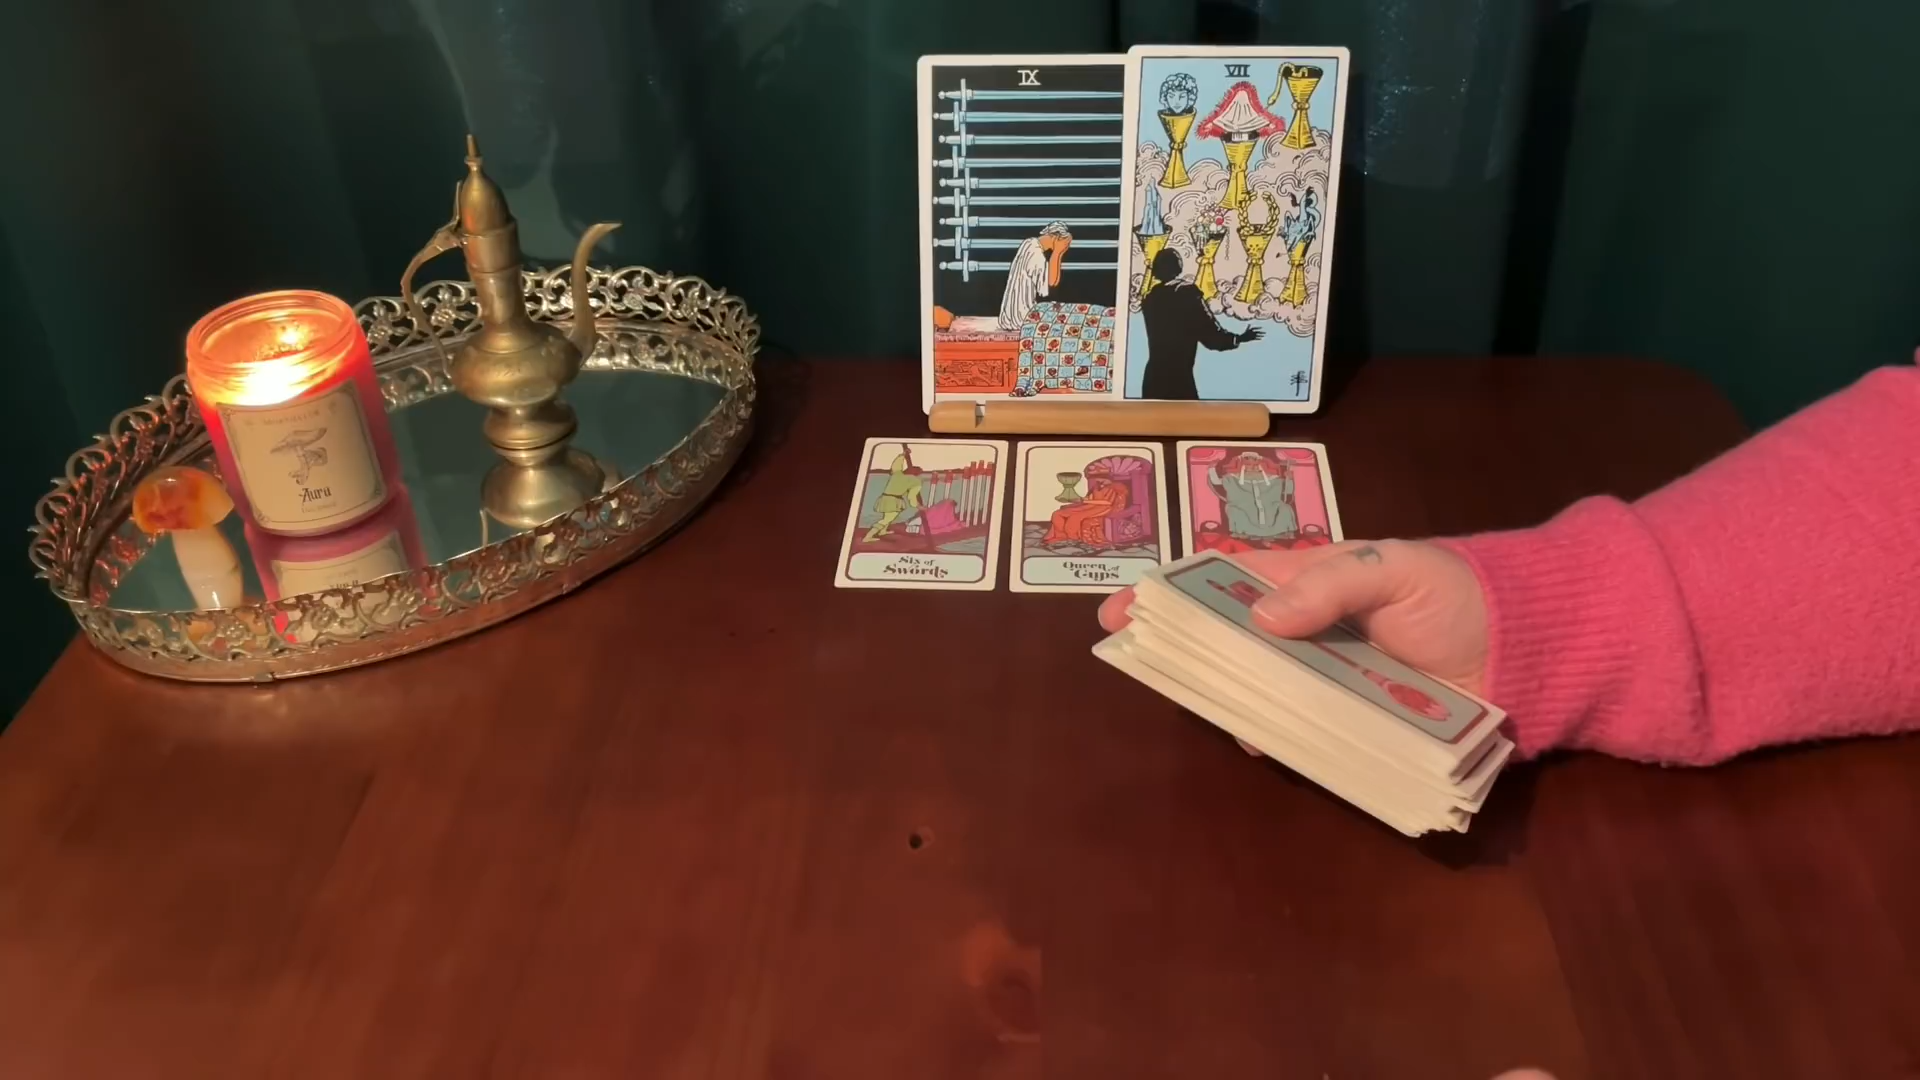 IX
VII
Aura
Six of
Swords
Queen of
Cups